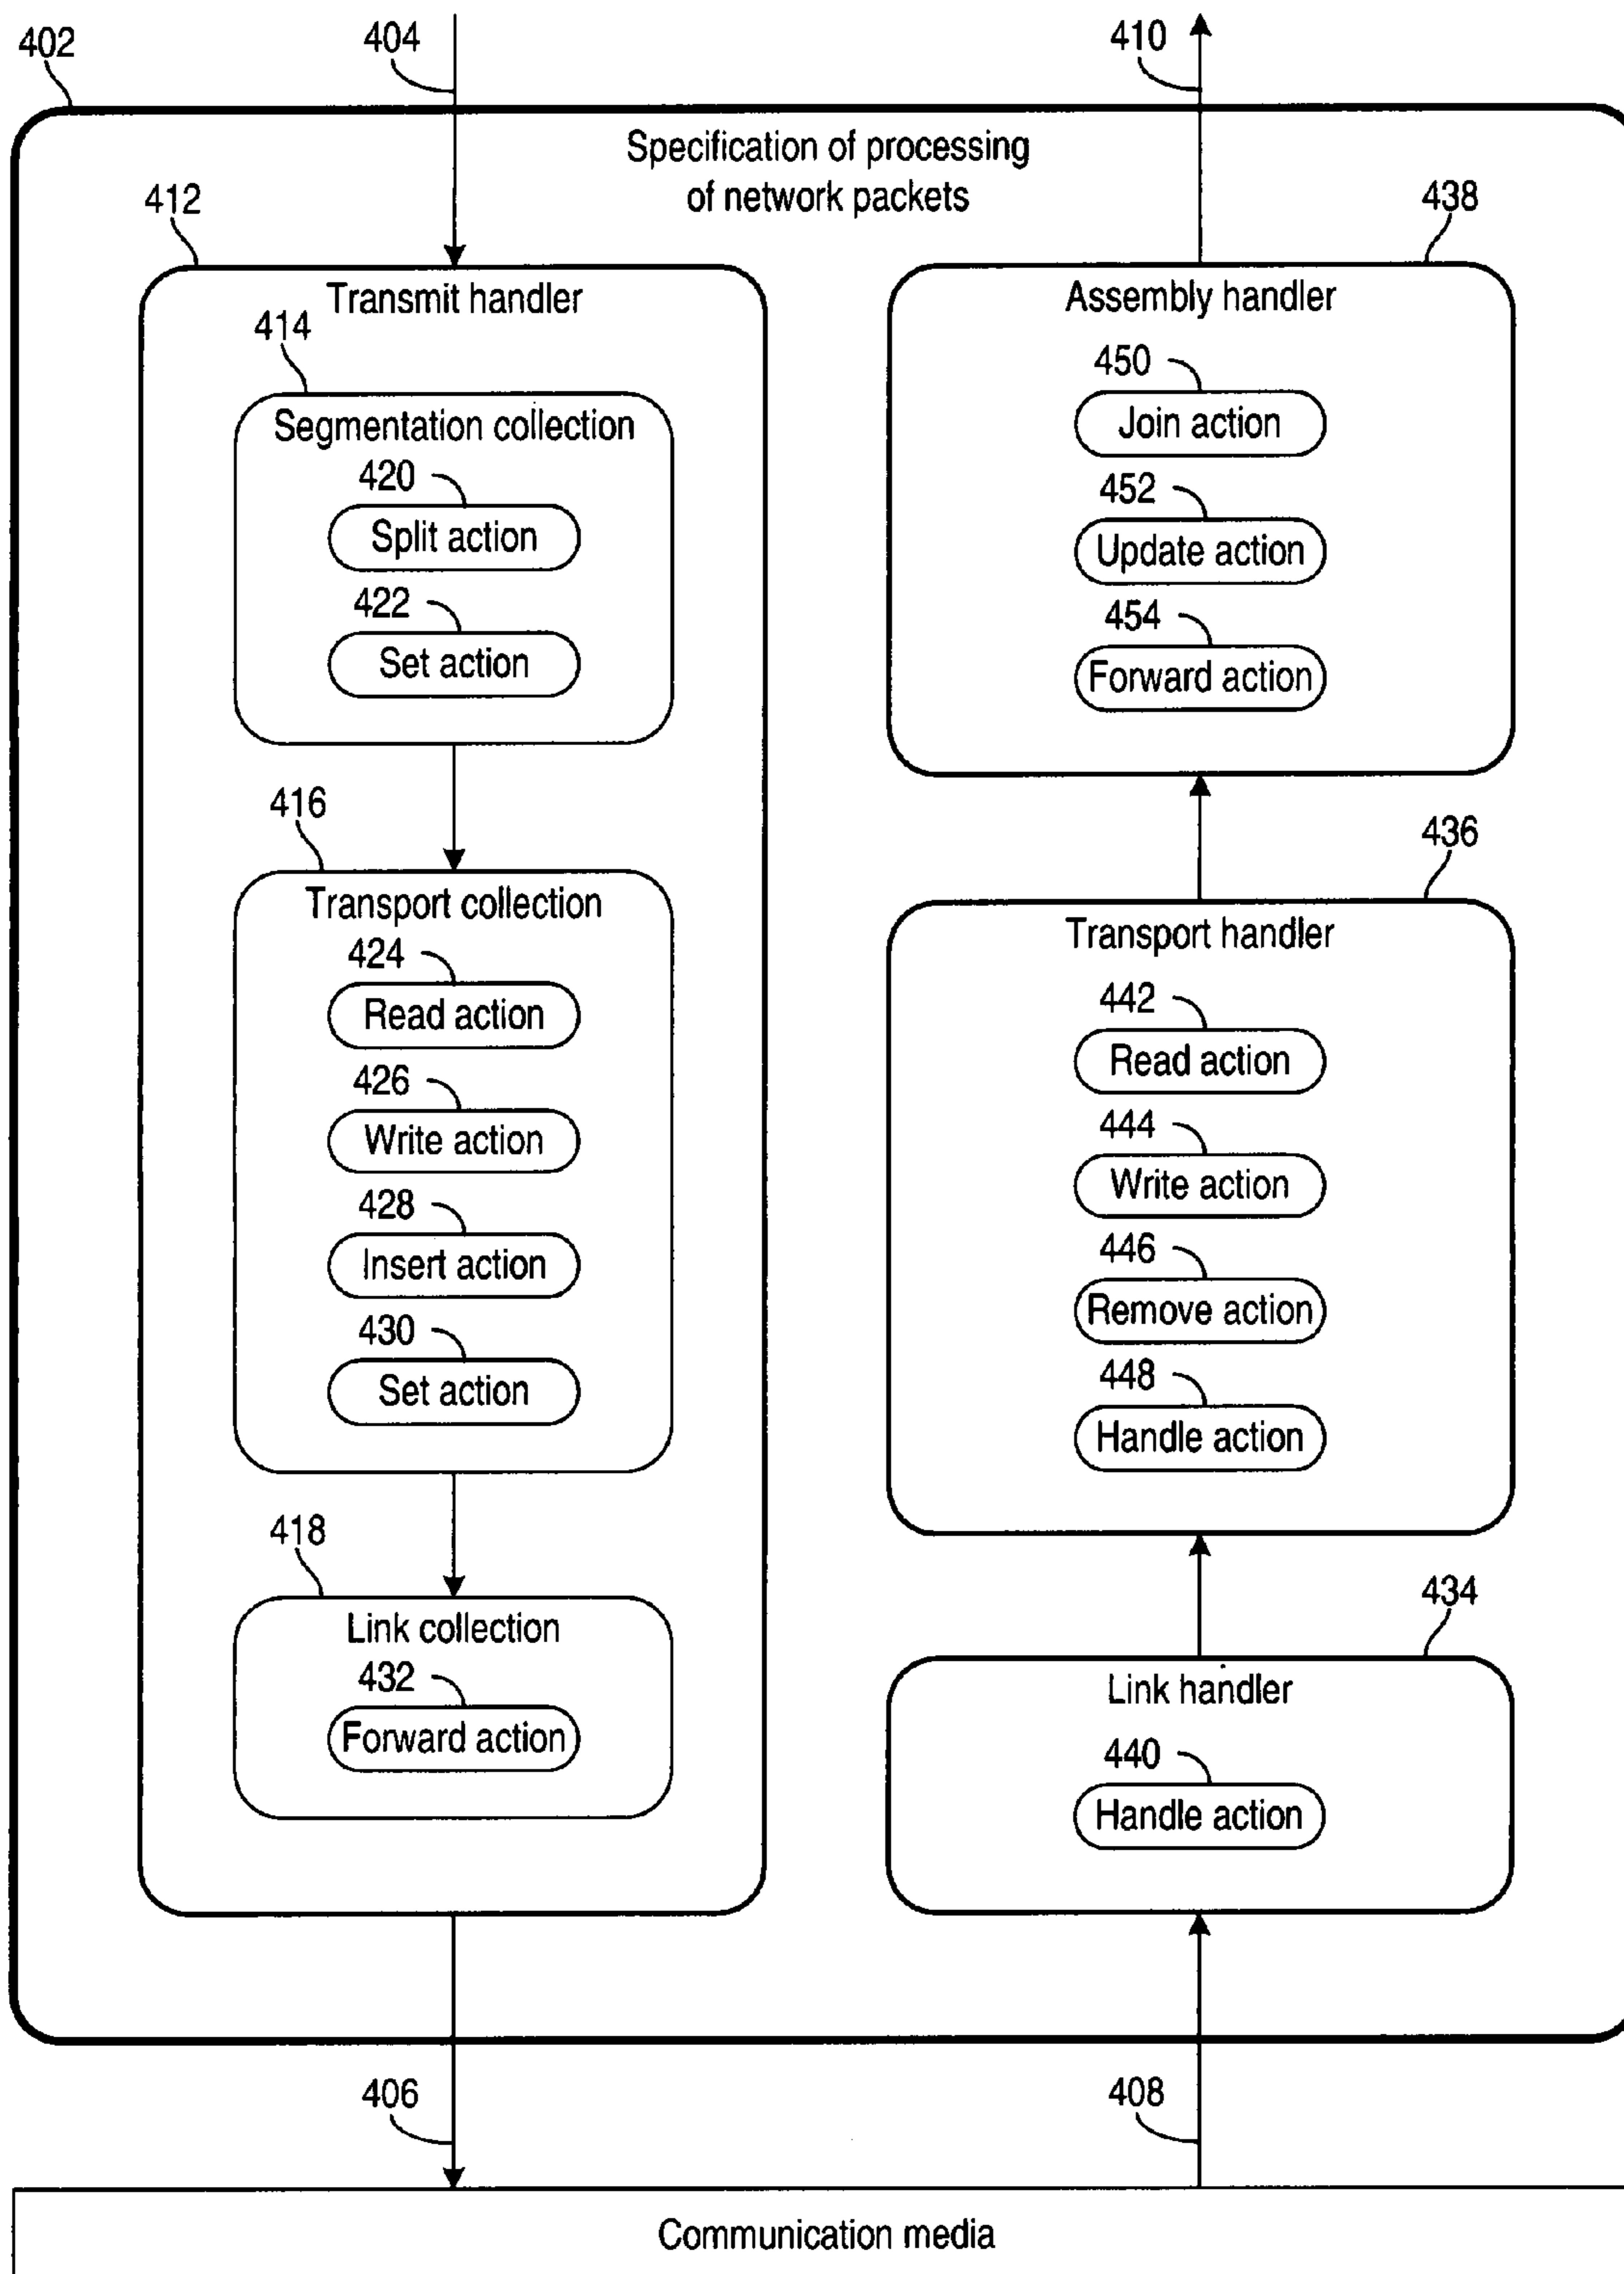 402
404
410
Specification of processing
of network packets
412
438
Transmit handler
414
Segmentation collection
420
Split action
422
Set action
416
Transport collection
424
Read action
426
Write action
428
Insert action
430
Set action
418
Link collection
432
Forward action
Assembly handler
450
Join action
452
Update action
454
Forward action
436
Transport handler
442
Read action
444
Write action
446
Remove action
448
Handle action
434
Link handler
440
Handle action
406
408
Communication media